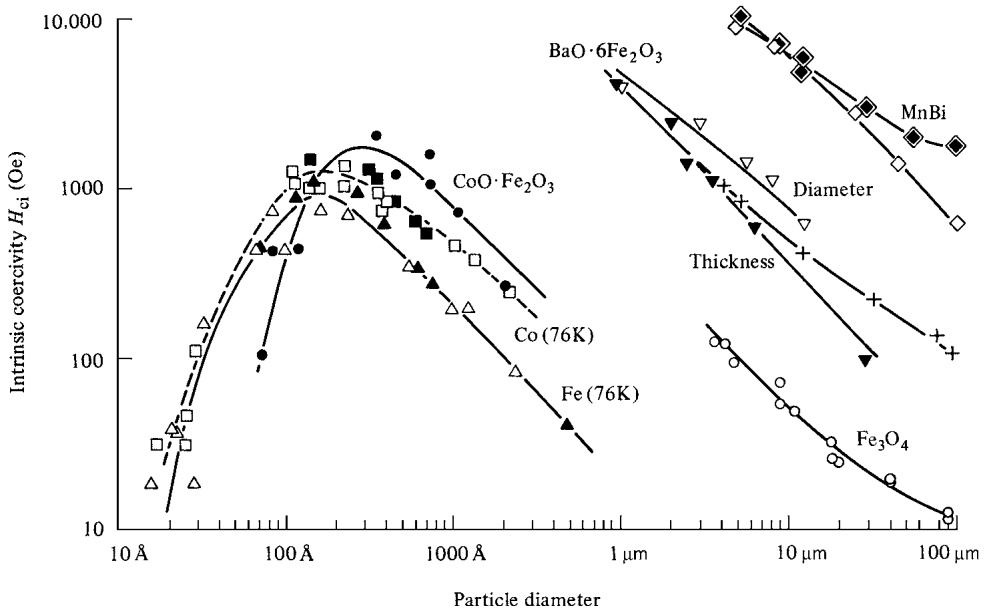 10,000
1000
100
10
Intrinsic coercivity H_ci (Oe)
BaO·6Fe₂O₃
MnBi
CoO·Fe₂O₃
Diameter
Thickness
Co (76K)
Fe (76K)
Fe₃O₄
10 Å 100 Å 1000 Å 1 μm 10 μm 100 μm
Particle diameter